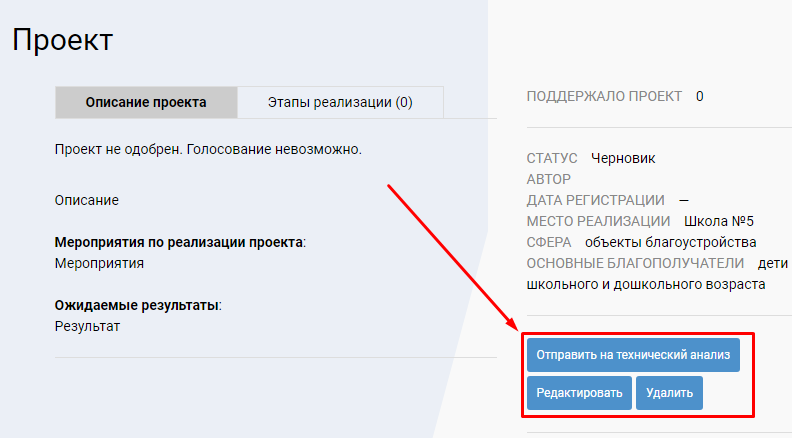 Проект
Описание проекта
Этапы реализации (0)
Проект не одобрен. Голосование невозможно.
Описание
Мероприятия по реализации проекта:
Мероприятия
Ожидаемые результаты:
Результат
ПОДДЕРЖАЛО ПРОЕКТ 0
СТАТУС Черновик
АВТОР
ДАТА РЕГИСТРАЦИИ —
МЕСТО РЕАЛИЗАЦИИ Школа №5
СФЕРА объекты благоустройства
ОСНОВНЫЕ БЛАГОПОЛУЧАТЕЛИ дети
школьного и дошкольного возраста
Отправить на технический анализ
Редактировать
Удалить